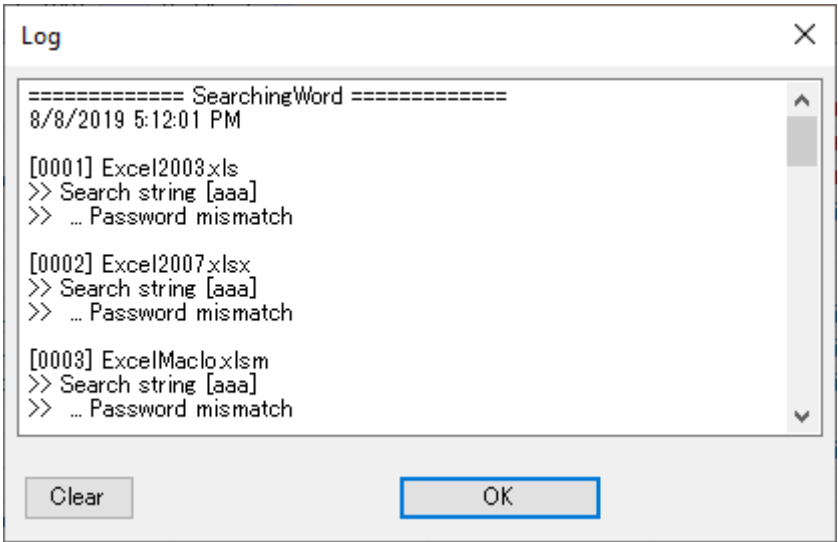 Log
============= SearchingWord =============
8/8/2019 5:12:01 PM
[0001] Excel2003.xls
>> Search string [aaa]
>>  ... Password mismatch
[0002] Excel2007.xlsx
>> Search string [aaa]
>>  ... Password mismatch
[0003] ExcelMaclo.xlsm
>> Search string [aaa]
>>  ... Password mismatch
Clear
OK